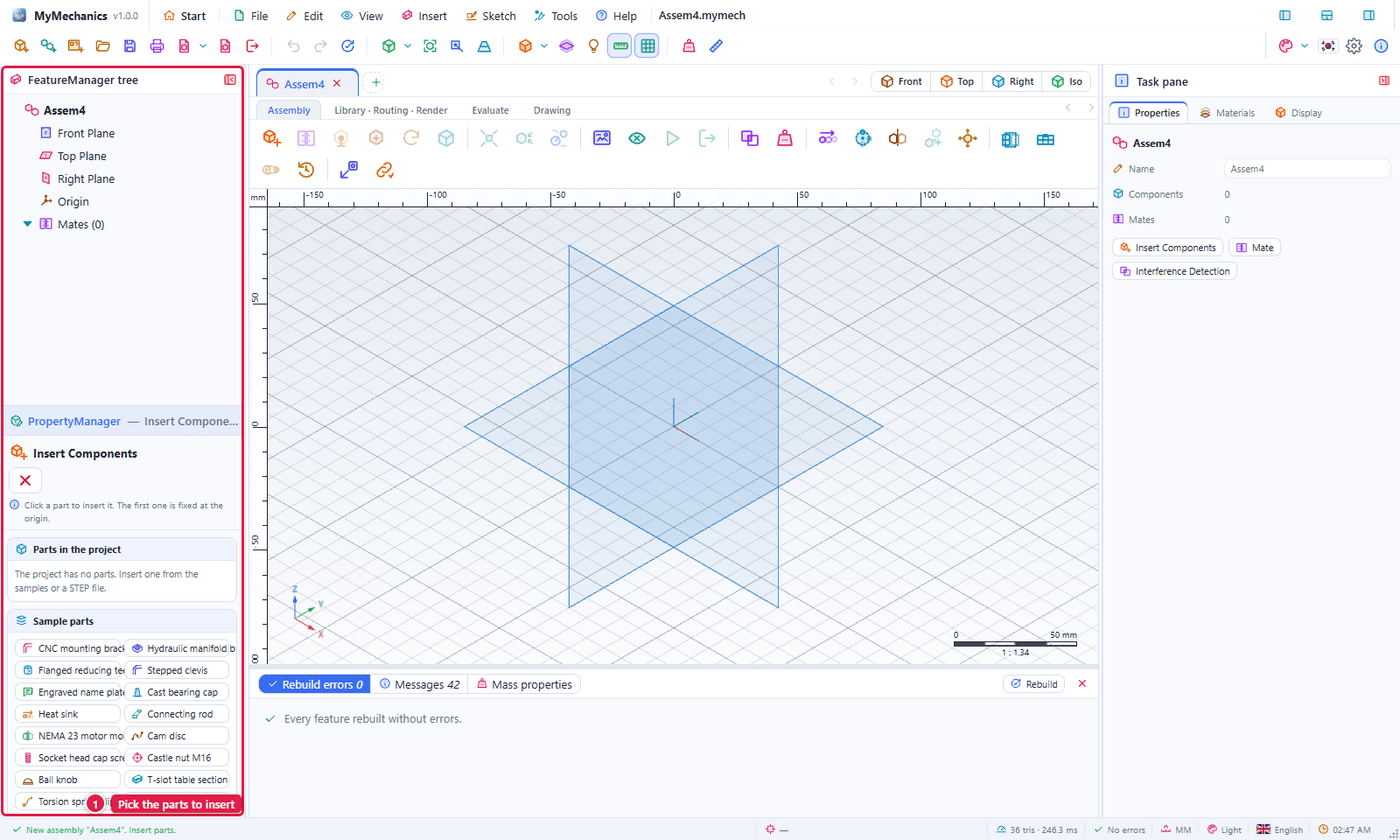 MyMechanics v1.0.0
Start
File
Edit
View
Insert
Sketch
Tools
Help
Assem4.mymech
FeatureManager tree
Assem4
Front Plane
Top Plane
Right Plane
Origin
Mates (0)
PropertyManager — Insert Compone...
Insert Components
Click a part to insert it. The first one is fixed at the
origin.
Parts in the project
The project has no parts. Insert one from the
samples or a STEP file.
Sample parts
CNC mounting brack
Hydraulic manifold b
Flanged reducing tee
Stepped clevis
Engraved name plate
Cast bearing cap
Heat sink
Connecting rod
NEMA 23 motor mo
Cam disc
Socket head cap scre
Castle nut M16
Ball knob
T-slot table section
Torsion spr
1 Pick the parts to insert
Assem4
Front
Top
Right
Iso
Assembly
Library · Routing · Render
Evaluate
Drawing
mm
-150
-100
-50
0
50
100
150
50
0
-50
Z
Y
X
0
50 mm
1 : 1.34
Rebuild errors 0
Messages 42
Mass properties
Rebuild
Every feature rebuilt without errors.
Task pane
Properties
Materials
Display
Assem4
Name
Assem4
Components
0
Mates
0
Insert Components
Mate
Interference Detection
New assembly "Assem4". Insert parts.
—
36 tris · 246.3 ms
No errors
MM
Light
English
02:47 AM